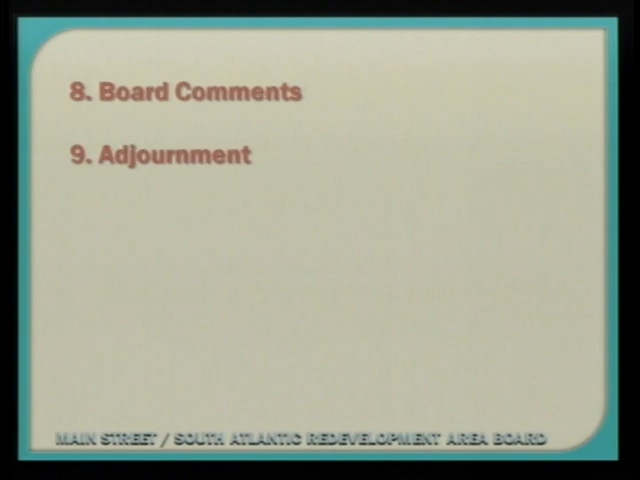 8. Board Comments
9. Adjournment
MAIN STREET / SOUTH ATLANTIC REDEVELOPMENT AREA BOARD